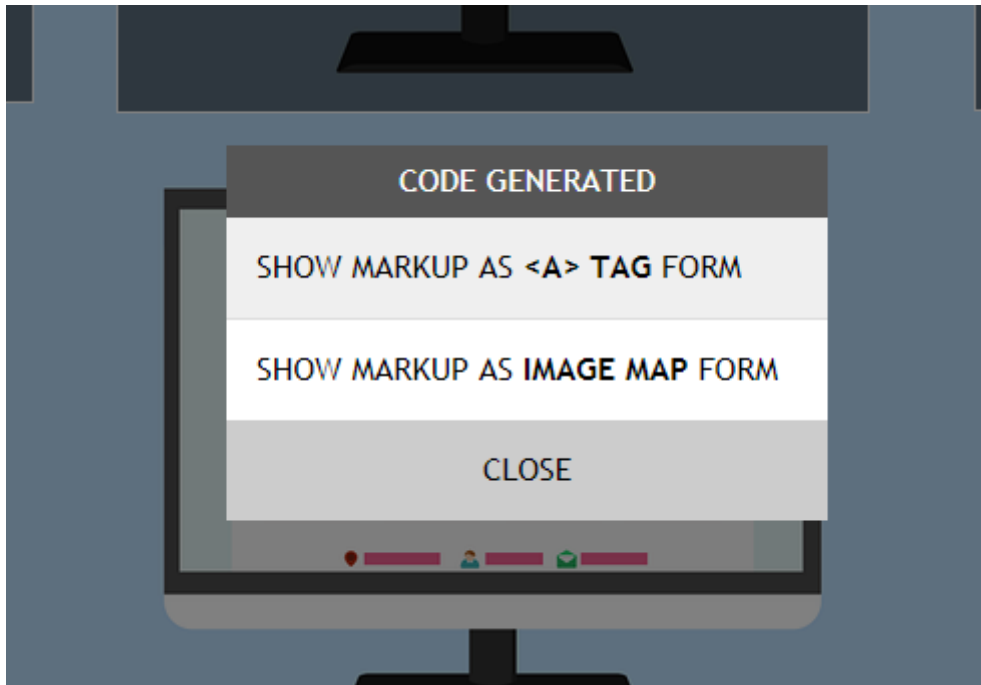 CODE GENERATED
SHOW MARKUP AS <A> TAG FORM
SHOW MARKUP AS IMAGE MAP FORM
CLOSE